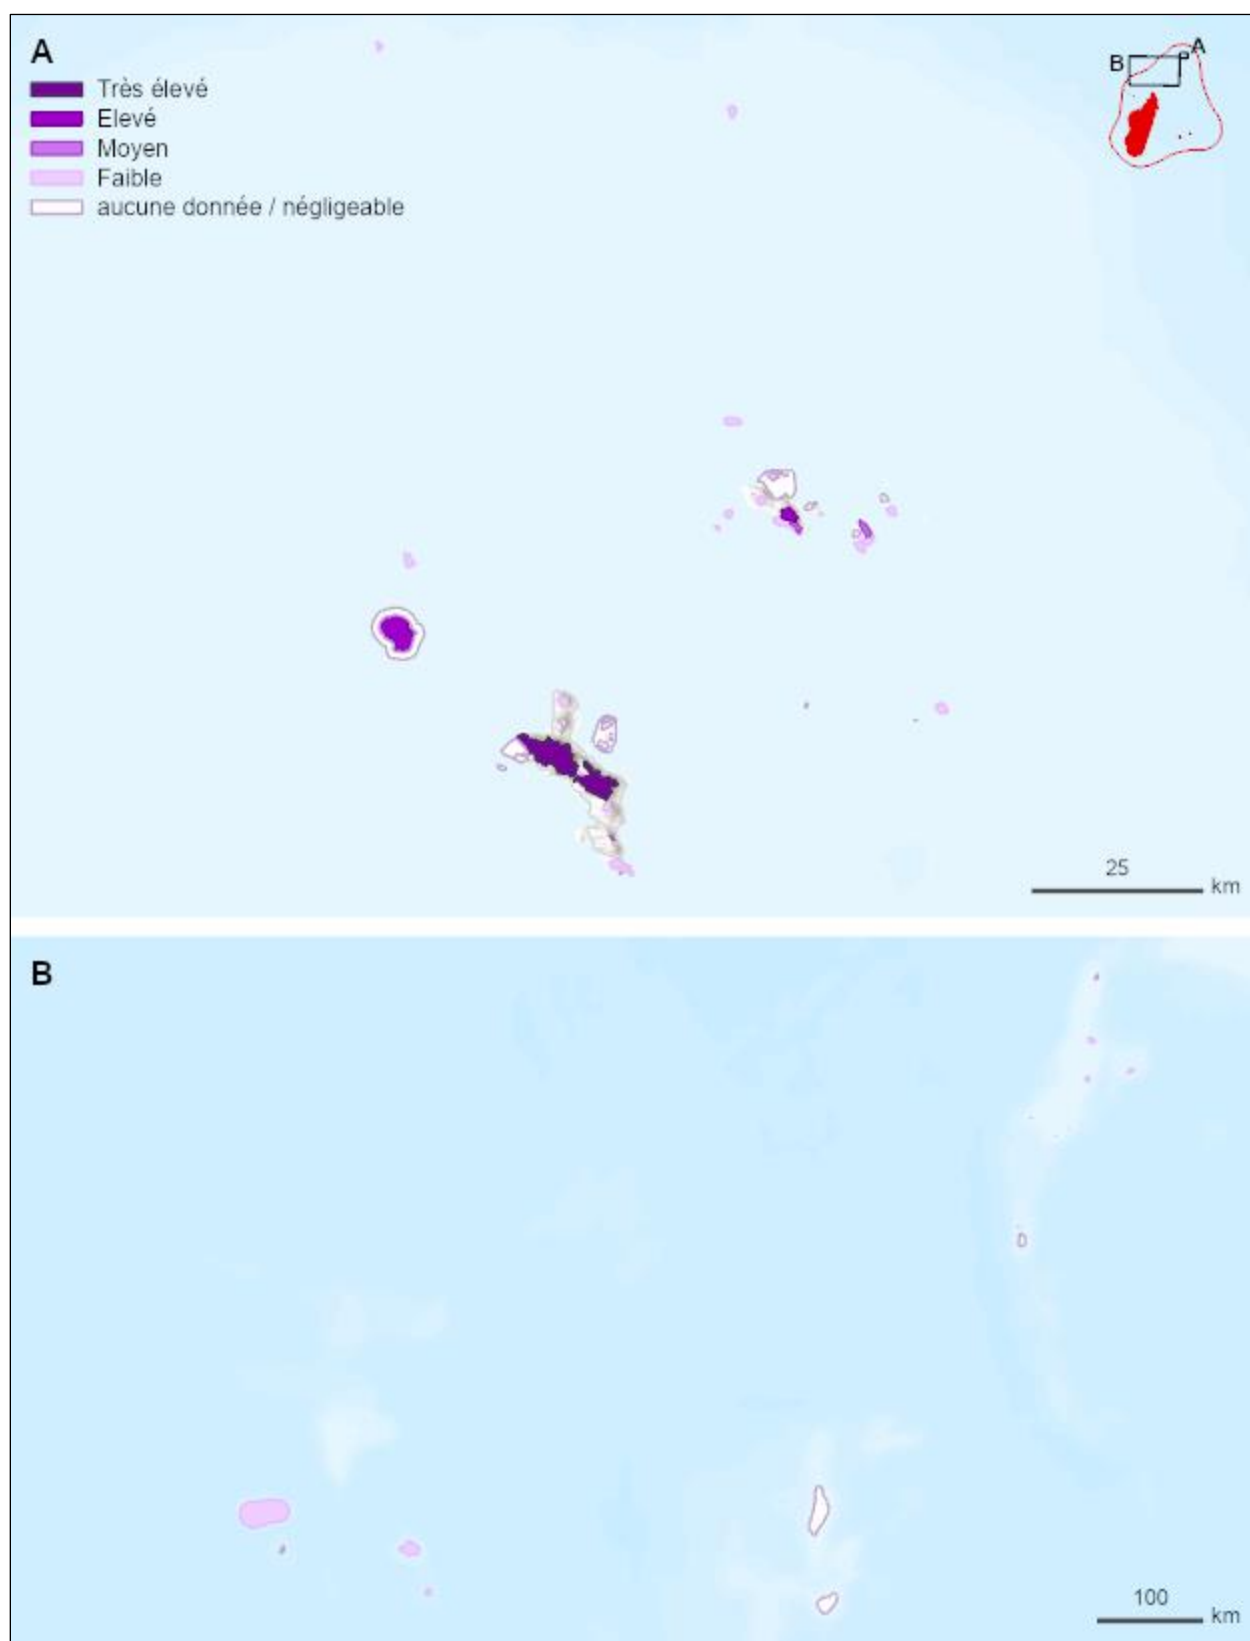 A
Très élevé
Elevé
Moyen
Faible
aucune donnée / négligeable
A
B
25
km
B
100
km